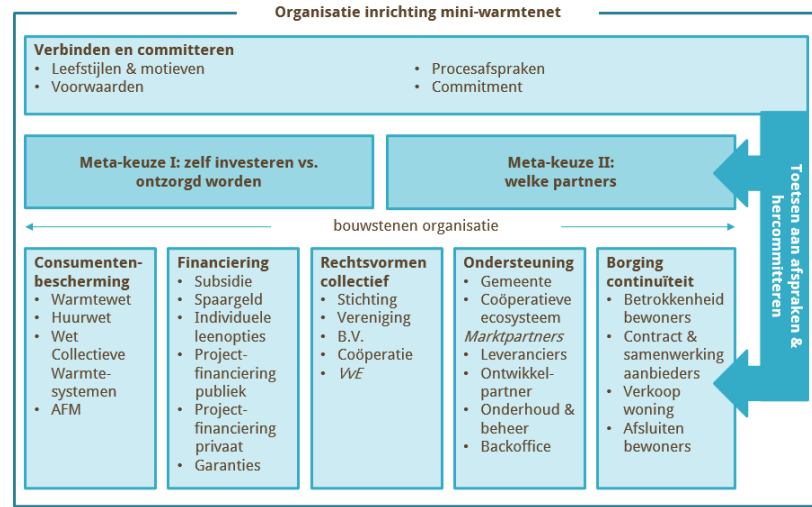 Organisatie inrichting mini-warmtenet
Verbinden en committeren
• Leefstijlen & motieven
• Voorwaarden
• Procesafspraken
• Commitment
Meta-keuze I: zelf investeren vs.
ontzorgd worden
Meta-keuze II:
welke partners
bouwstenen organisatie
Consumenten-
bescherming
• Warmtewet
• Huurwet
• Wet
Collectieve
Warmte-
systemen
• AFM
Financiering
• Subsidie
• Spaargeld
• Individuele
leenopties
• Project-
financiering
publiek
• Project-
financiering
privaat
• Garanties
Rechtsvormen
collectief
• Stichting
• Vereniging
• B.V.
• Coöperatie
• VvE
Ondersteuning
• Gemeente
• Coöperatieve
ecosysteem
Marktpartners
• Leveranciers
• Ontwikkel-
partner
• Onderhoud &
beheer
• Backoffice
Borging
continuïteit
• Betrokkenheid
bewoners
• Contract &
samenwerking
aanbieders
• Verkoop
woning
• Afsluiten
bewoners
Toetsen aan afspraken &
hercommitteren